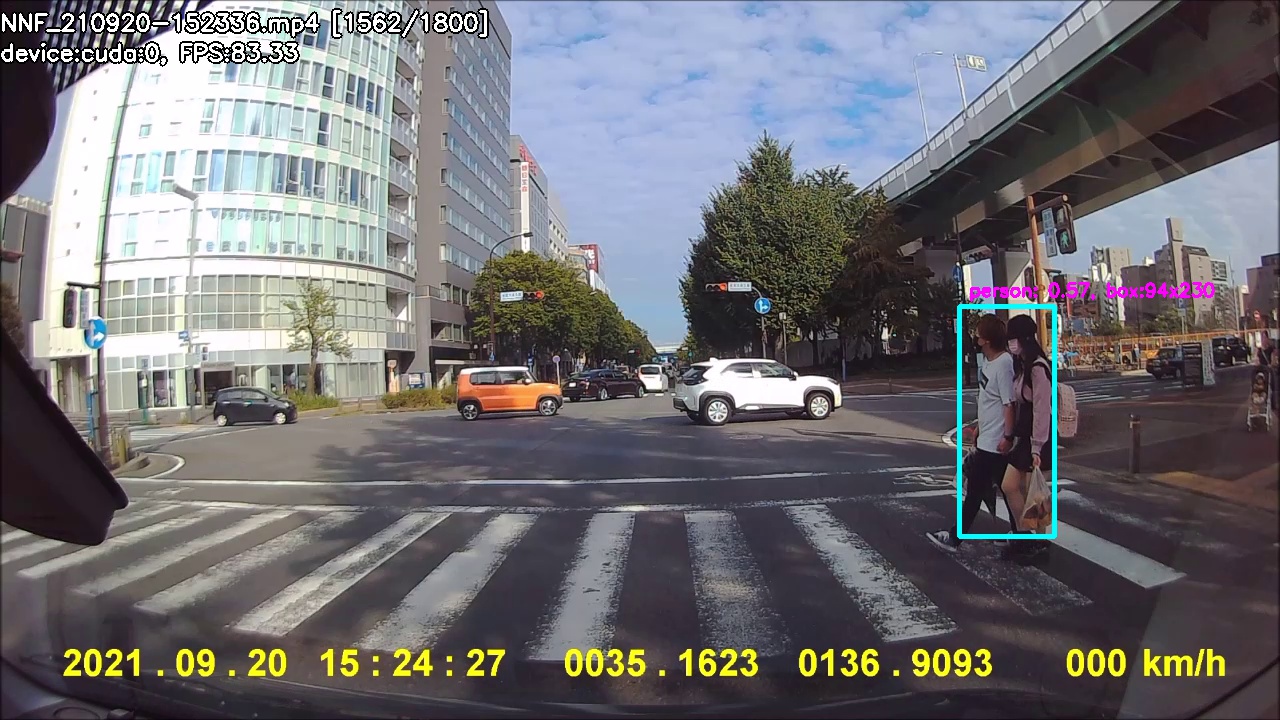 NNF_210920-152336.mp4 [1562/1800]
device:cuda:0, FPS:83.33
person: 0.57, box:94x230
2021 . 09 . 20 15 : 24 : 27 0035 . 1623 0136 . 9093 000 km/h